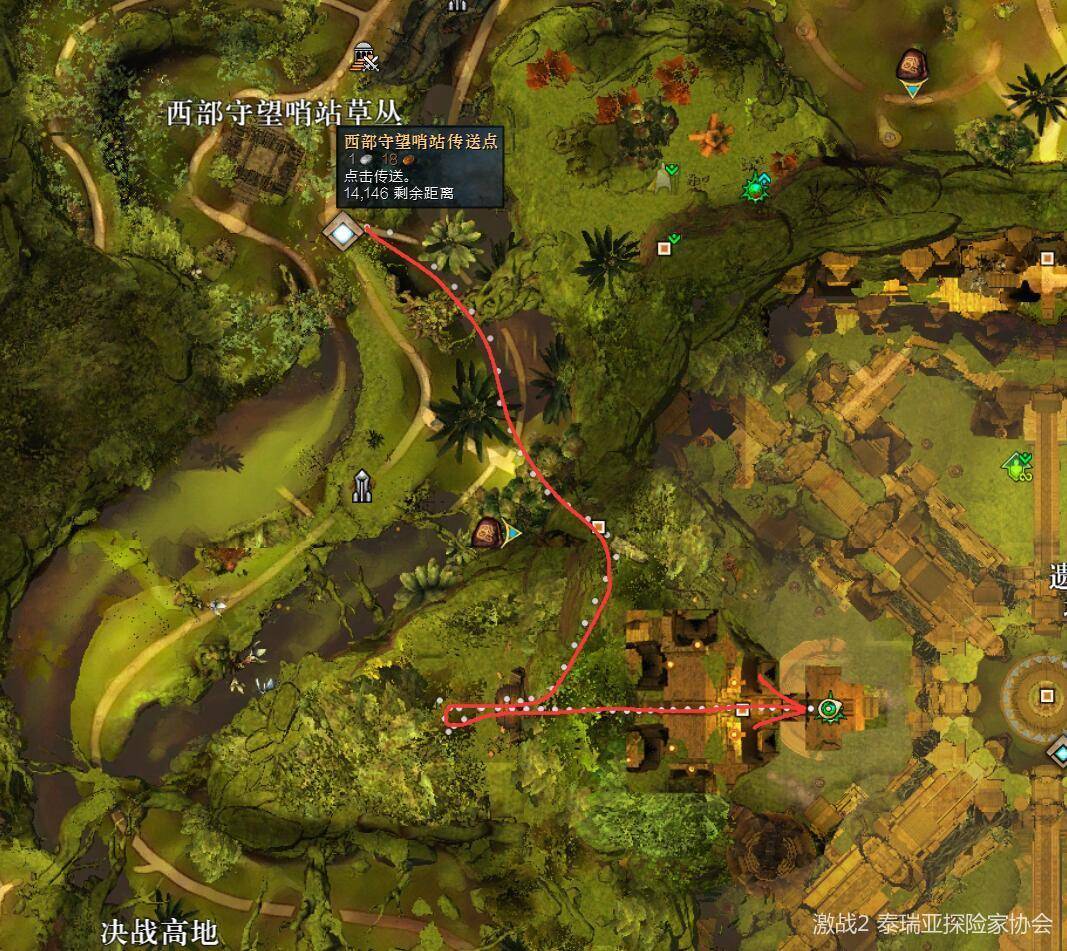 西部守望哨站草丛
西部守望哨站传送点
1 18
点击传送。
14,146 剩余距离
遗
决战高地
激战2 泰瑞亚探险家协会